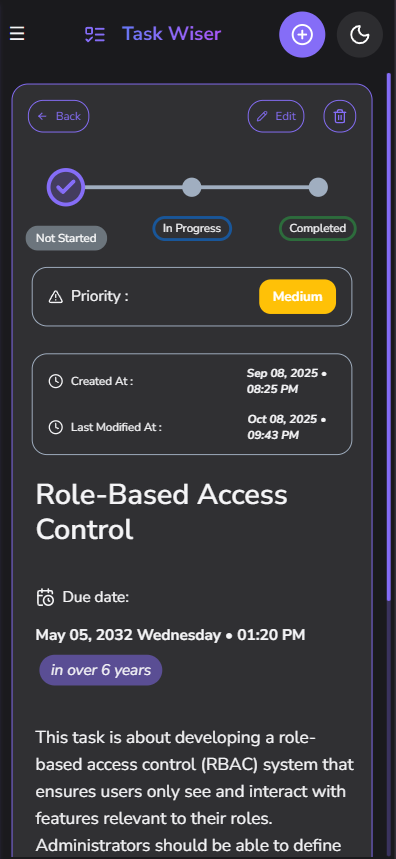 Task Wiser
Back
Edit
Not Started
In Progress
Completed
Priority :
Medium
Created At :
Sep 08, 2025 •
08:25 PM
Last Modified At :
Oct 08, 2025 •
09:43 PM
Role-Based Access
Control
Due date:
May 05, 2032 Wednesday • 01:20 PM
in over 6 years
This task is about developing a role-
based access control (RBAC) system that
ensures users only see and interact with
features relevant to their roles.
Administrators should be able to define